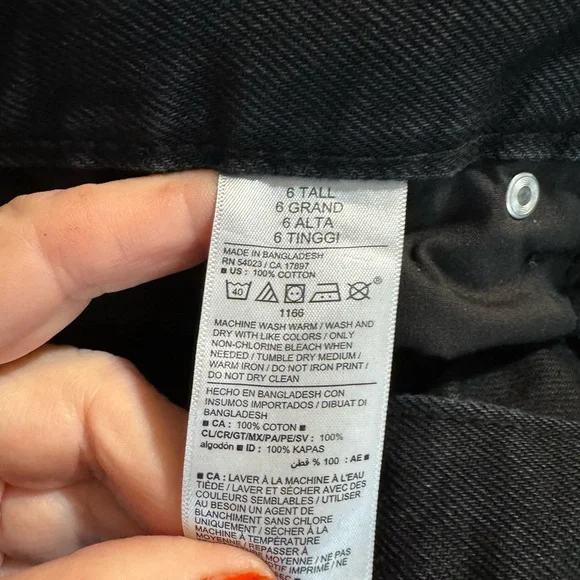 6 TALL
6 GRAND
6 ALTA
6 TINGGI
MADE IN BANGLADESH
RN 54023 / CA 17897
■ US: 100% COTTON
40
®
1166
MACHINE WASH WARM / WASH AND
DRY WITH LIKE COLORS / ONLY
NON-CHLORINE BLEACH WHEN
NEEDED / TUMBLE DRY MEDIUM /
WARM IRON / DO NOT IRON PRINT /
DO NOT DRY CLEAN
HECHO EN BANGLADESH CON
INSUMOS IMPORTADOS / DIBUAT DI
BANGLADESH
■ CA: 100% COTON ■
CL/CR/GT/MX/PA/PE/SV: 100%
algodón ■ ID: 100% KAPAS
■ AE: 100 % قطن
■ CA : LAVER À LA MACHINE À L'EAU
TIÈDE / LAVER ET SÉCHER AVEC DES
COULEURS SEMBLABLES / UTILISER
AU BESOIN UN AGENT DE
BLANCHIMENT SANS CHLORE
UNIQUEMENT / SÉCHER À LA
MACHINE À TEMPÉRATURE
REPASSER À
NE PAS